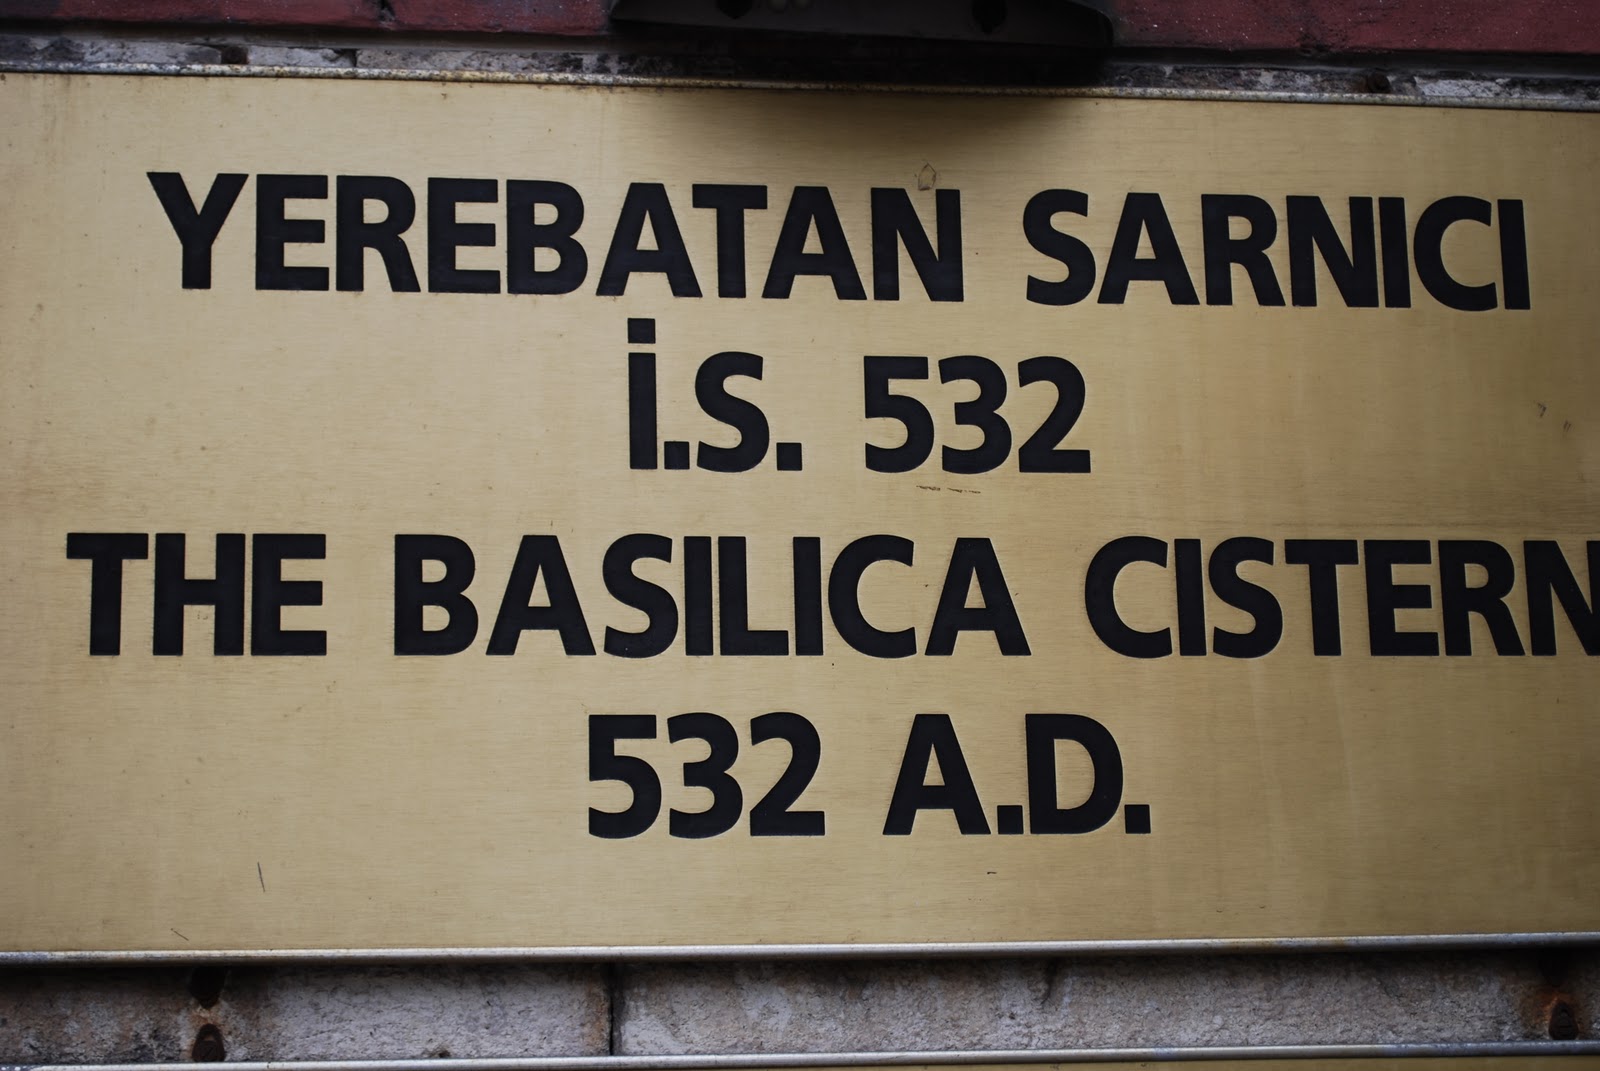 YEREBATAN SARNICI
İ.S. 532
THE BASILICA CISTERN
532 A.D.